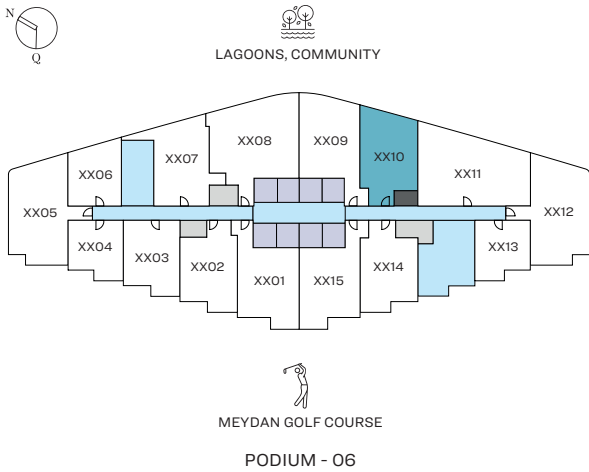 N
Q
LAGOONS, COMMUNITY
XX08
XX09
XX07
XX10
XX06
XX11
XX05
XX12
XX04
XX03
XX02
XX01
XX15
XX14
XX13
MEYDAN GOLF COURSE
PODIUM - 06